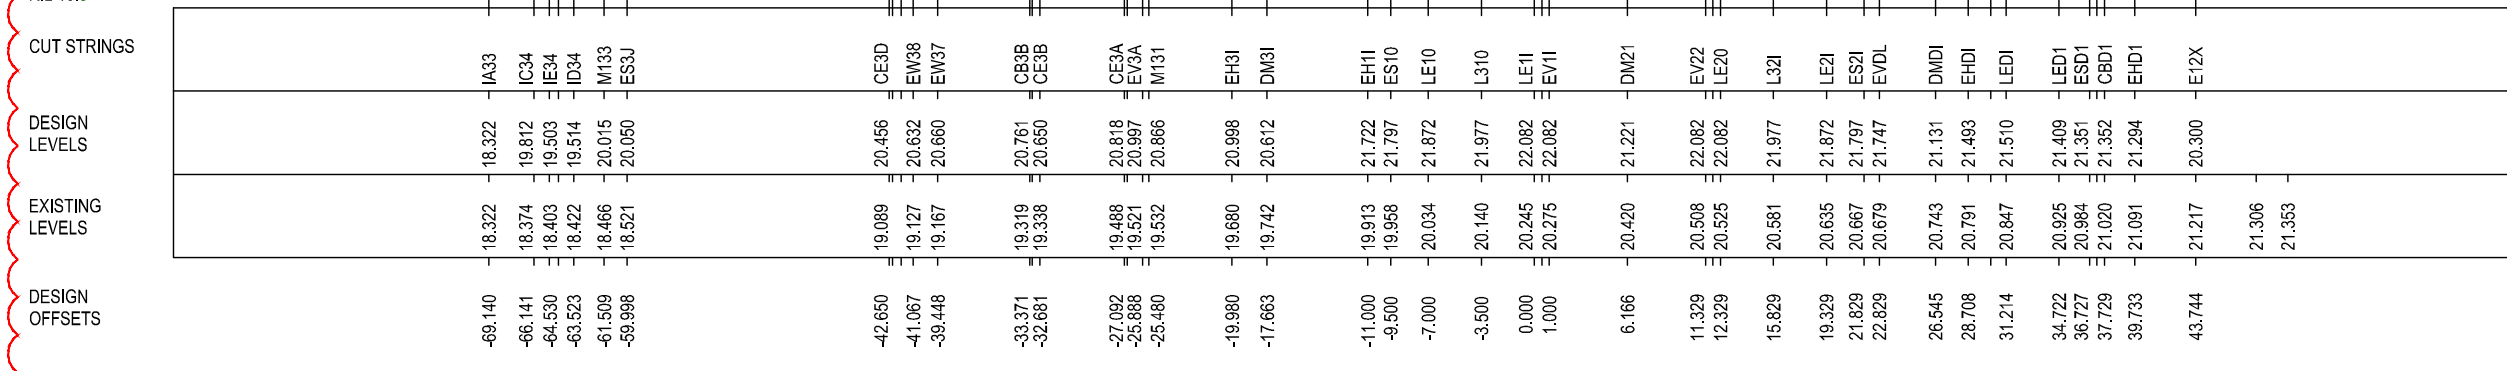 CUT STRINGS
IA33 IC34 IE34 ID34 M133 ES3J CE3D EW38 EW37 CB3B CE3B CE3A EV3A M131 EH3I DM3I EH1I ES10 LE10 L310 LE1I EV1I DM21 EV22 LE20 L32I LE2I ES2I EVDL DMDI EHDI LEDI LED1 ESD1 CBD1 EHD1 E12X
DESIGN
LEVELS
18.322 19.812 19.503 19.514 20.015 20.050 20.456 20.632 20.660 20.761 20.650 20.818 20.997 20.866 20.998 20.612 21.722 21.797 21.872 21.977 22.082 22.082 21.221 22.082 22.082 21.977 21.872 21.797 21.747 21.131 21.493 21.510 21.409 21.351 21.352 21.294 20.300
EXISTING
LEVELS
18.322 18.374 18.403 18.422 18.466 18.521 19.089 19.127 19.167 19.319 19.338 19.488 19.521 19.532 19.680 19.742 19.913 19.958 20.034 20.140 20.245 20.275 20.420 20.508 20.525 20.581 20.635 20.667 20.679 20.743 20.791 20.847 20.925 20.984 21.020 21.091 21.217 21.306 21.353
DESIGN
OFFSETS
-69.140 -66.141 -64.530 -63.523 -61.509 -59.998 -42.650 -41.067 -39.448 -33.371 -32.681 -27.092 -25.888 -25.480 -19.980 -17.663 -11.000 -9.500 -7.000 -3.500 0.000 1.000 6.166 11.329 12.329 15.829 19.329 21.829 22.829 26.545 28.708 31.214 34.722 36.727 37.729 39.733 43.744